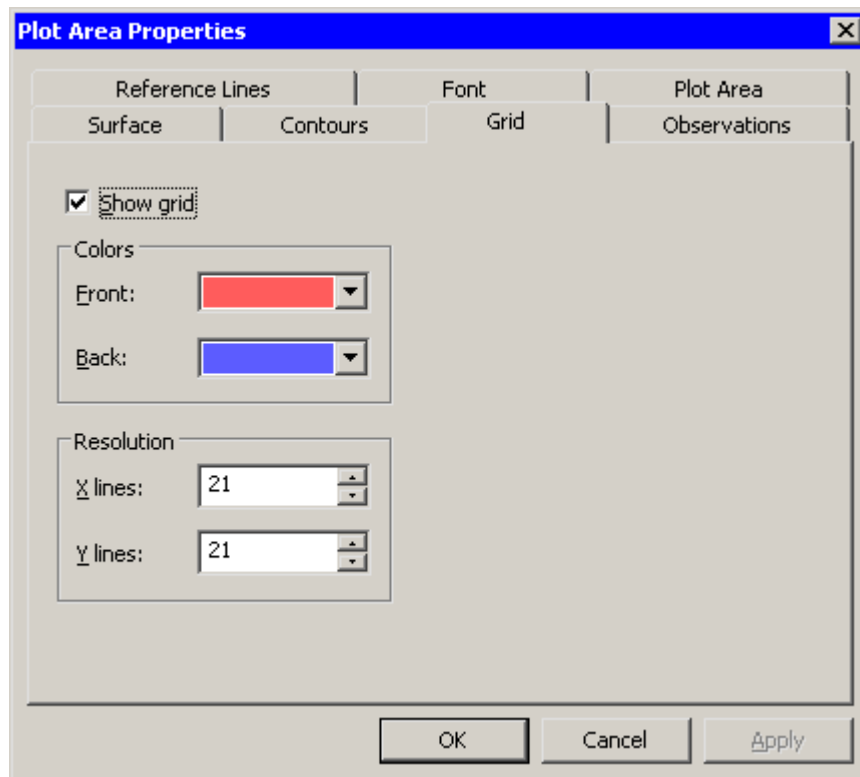 Plot Area Properties
Reference Lines Font Plot Area
Surface Contours Grid Observations
Show grid
Colors
Front:
Back:
Resolution
X lines: 21
Y lines: 21
OK Cancel Apply